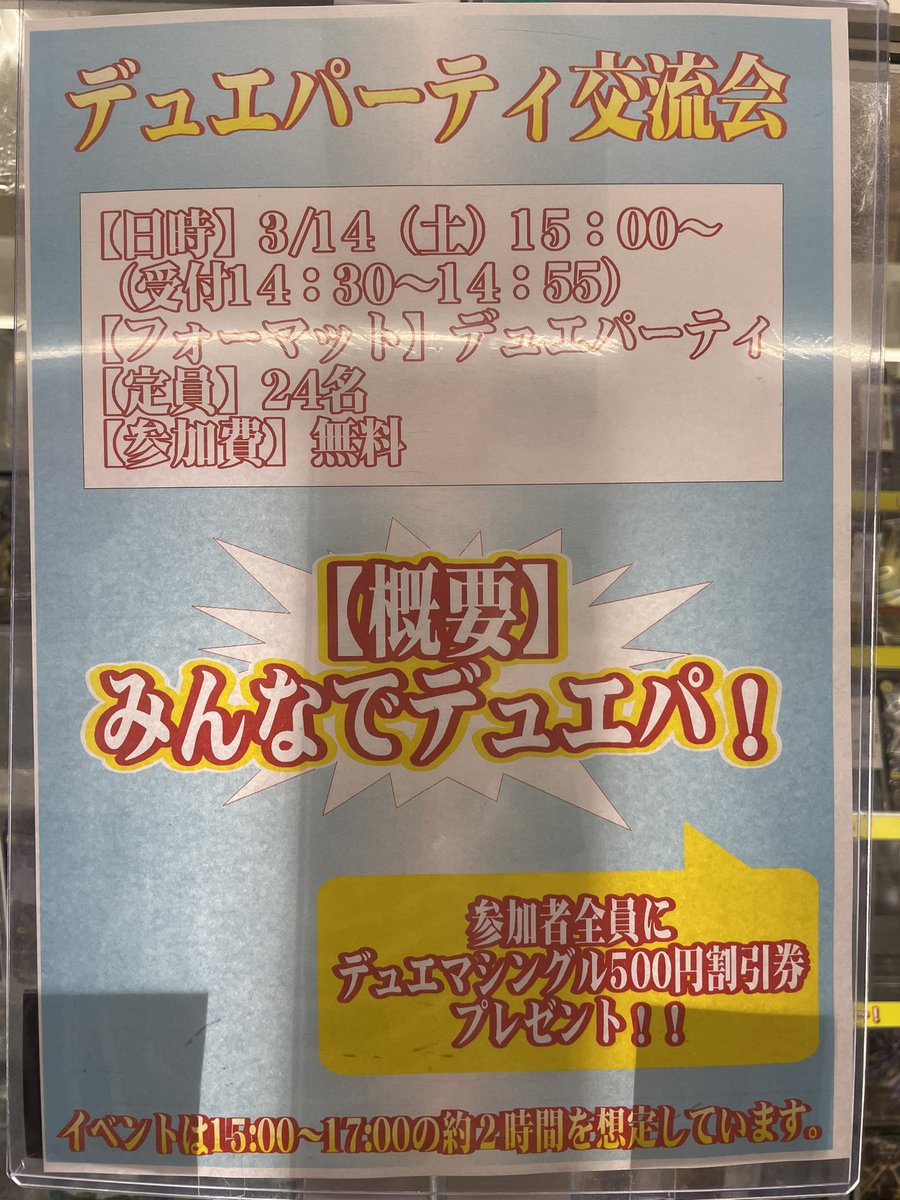 デュエパーティ交流会
【日時】3/14（土）15：00～
（受付14：30～14：55）
【フォーマット】デュエパーティ
【定員】24名
【参加費】無料
【概要】
みんなでデュエパ！
参加者全員に
デュエマシングル500円割引券
プレゼント！！
イベントは15:00～17:00の約２時間を想定しています。